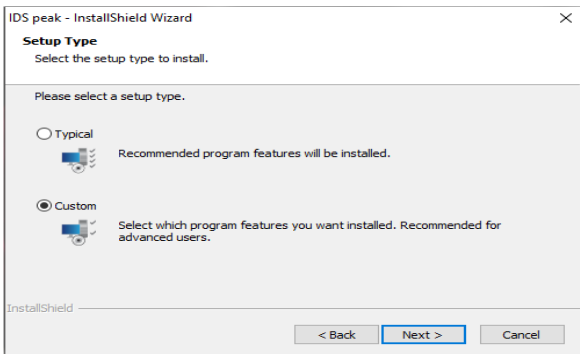 IDS peak - InstallShield Wizard
Setup Type
Select the setup type to install.
Please select a setup type.
Typical
Recommended program features will be installed.
Custom
Select which program features you want installed. Recommended for
advanced users.
InstallShield
< Back Next > Cancel